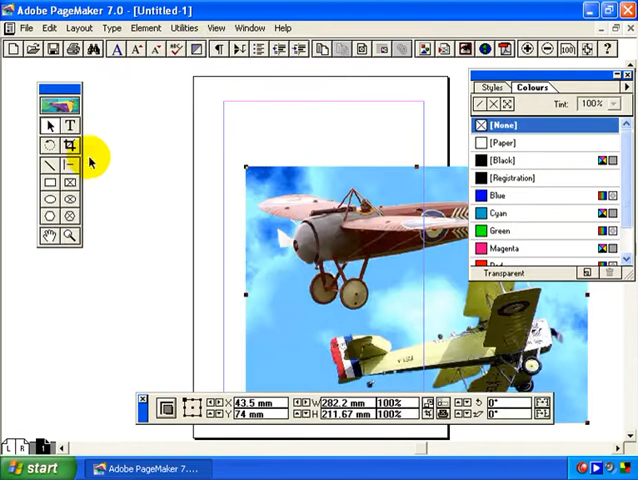 Adobe PageMaker 7.0 - [Untitled-1]
File Edit Layout Type Element Utilities View Window Help
Styles Colours
Tint: 100%
[None]
[Paper]
[Black]
[Registration]
Blue
Cyan
Green
Magenta
Transparent
X 43.5 mm W 282.2 mm 100% 0°
Y 74 mm H 211.67 mm 100% 0°
L R 1
start Adobe PageMaker 7....